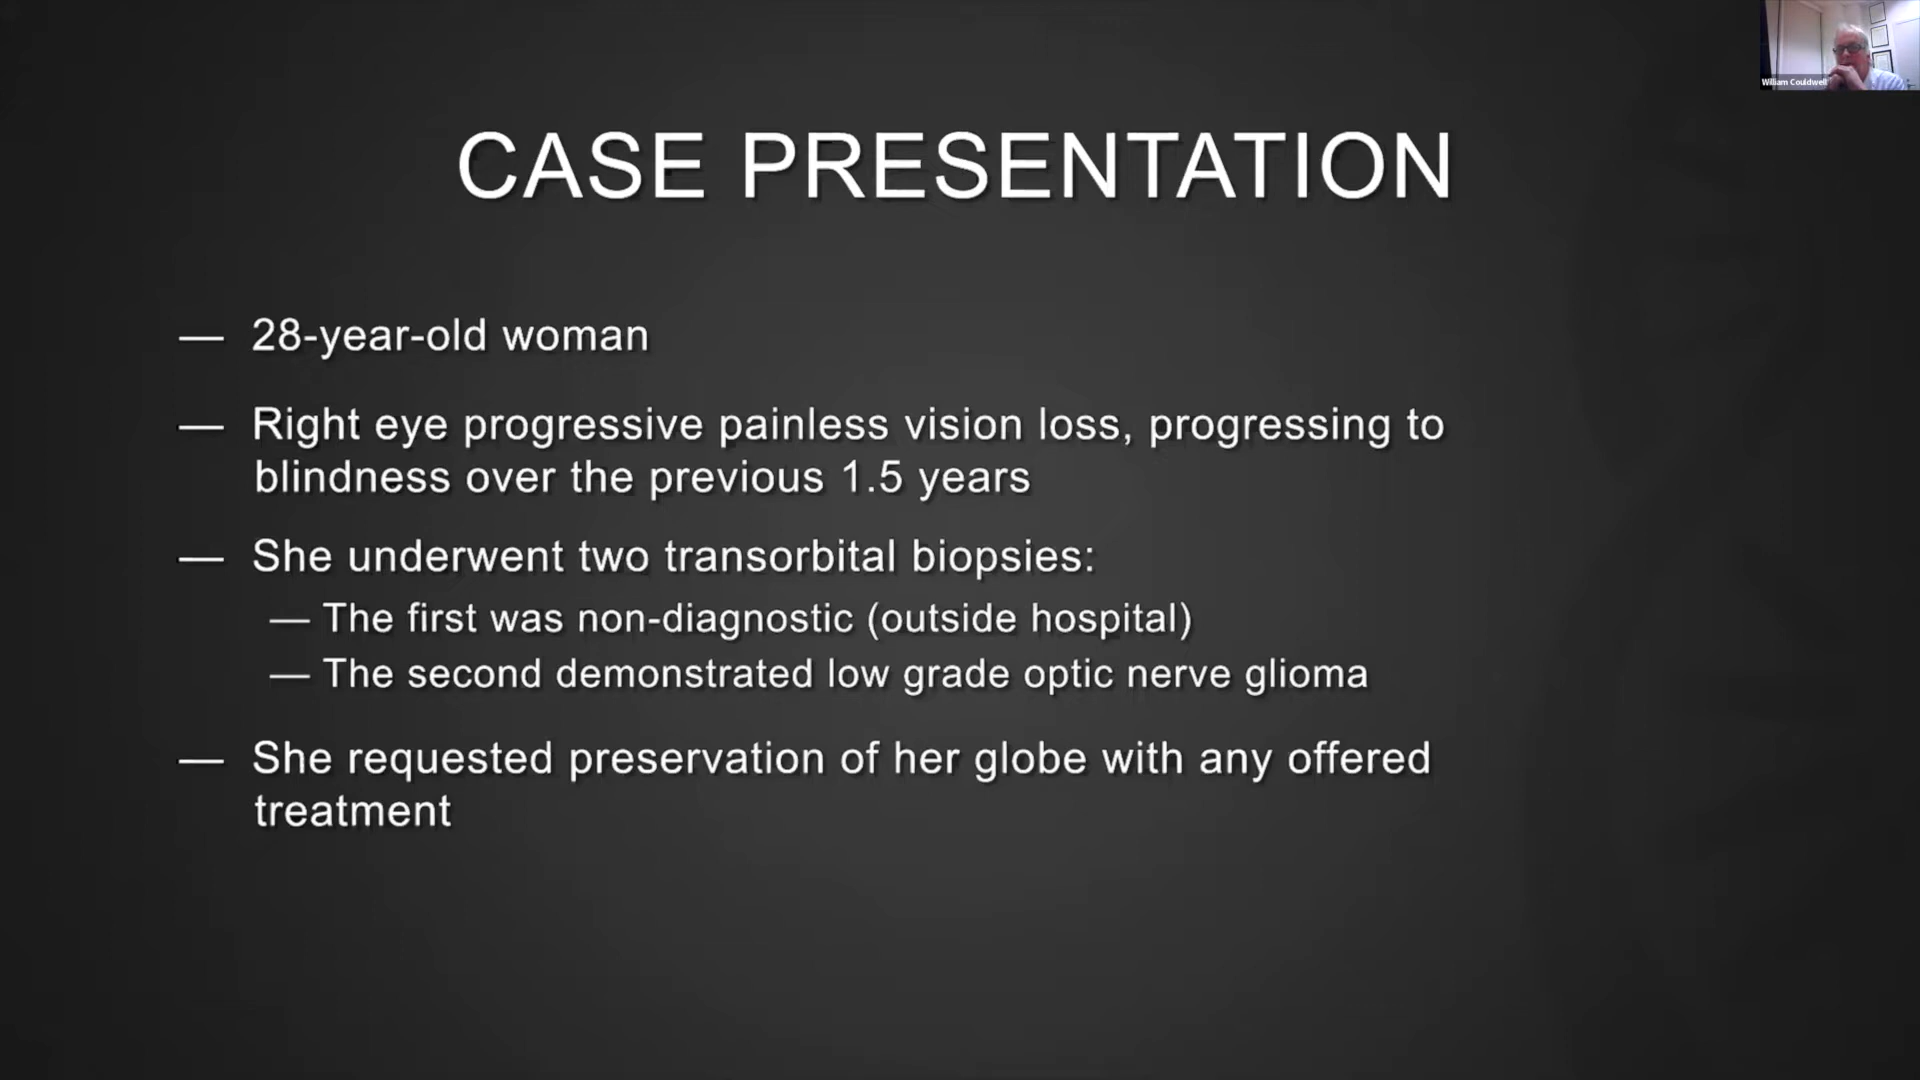 William Couldwell
CASE PRESENTATION
— 28-year-old woman
— Right eye progressive painless vision loss, progressing to
blindness over the previous 1.5 years
— She underwent two transorbital biopsies:
— The first was non-diagnostic (outside hospital)
— The second demonstrated low grade optic nerve glioma
— She requested preservation of her globe with any offered
treatment